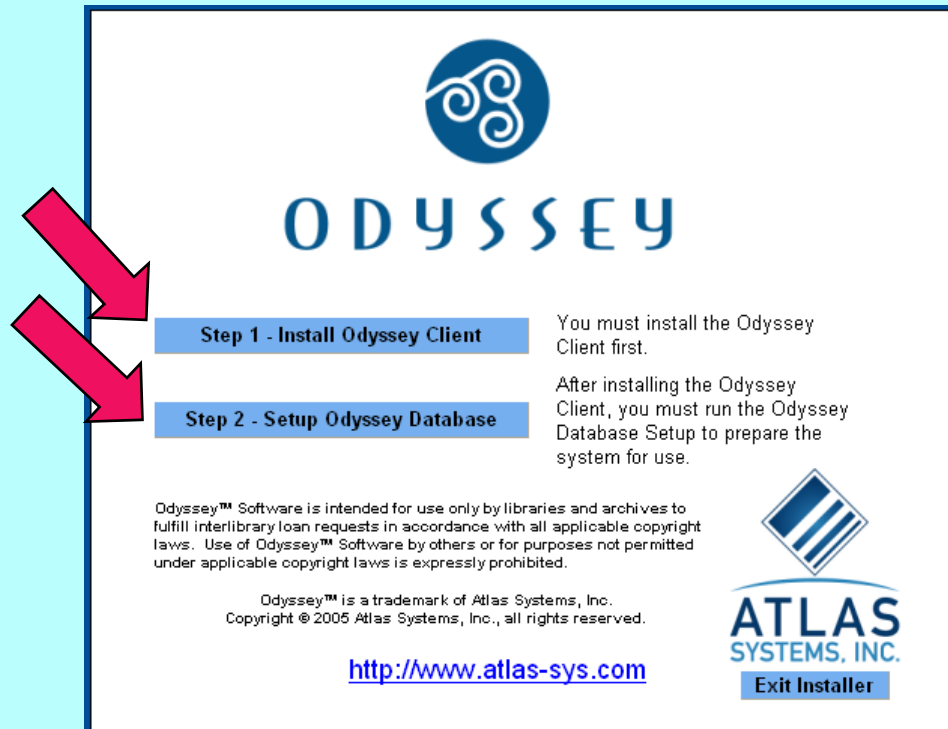 ODYSSEY
Step 1 - Install Odyssey Client
You must install the Odyssey
Client first.
Step 2 - Setup Odyssey Database
After installing the Odyssey
Client, you must run the Odyssey
Database Setup to prepare the
system for use.
Odyssey™ Software is intended for use only by libraries and archives to
fulfill interlibrary loan requests in accordance with all applicable copyright
laws. Use of Odyssey™ Software by others or for purposes not permitted
under applicable copyright laws is expressly prohibited.
Odyssey™ is a trademark of Atlas Systems, Inc.
Copyright © 2005 Atlas Systems, Inc., all rights reserved.
http://www.atlas-sys.com
ATLAS
SYSTEMS, INC.
Exit Installer